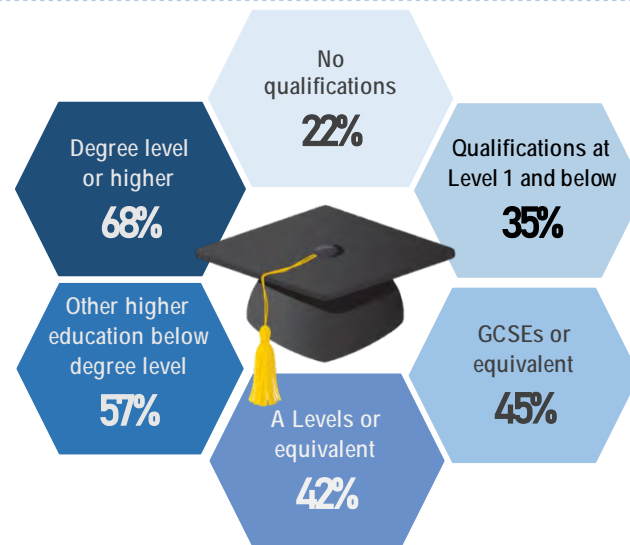 No
qualifications
22%
Qualifications at
Level 1 and below
35%
GCSEs or
equivalent
45%
A Levels or
equivalent
42%
Other higher
education below
degree level
57%
Degree level
or higher
68%